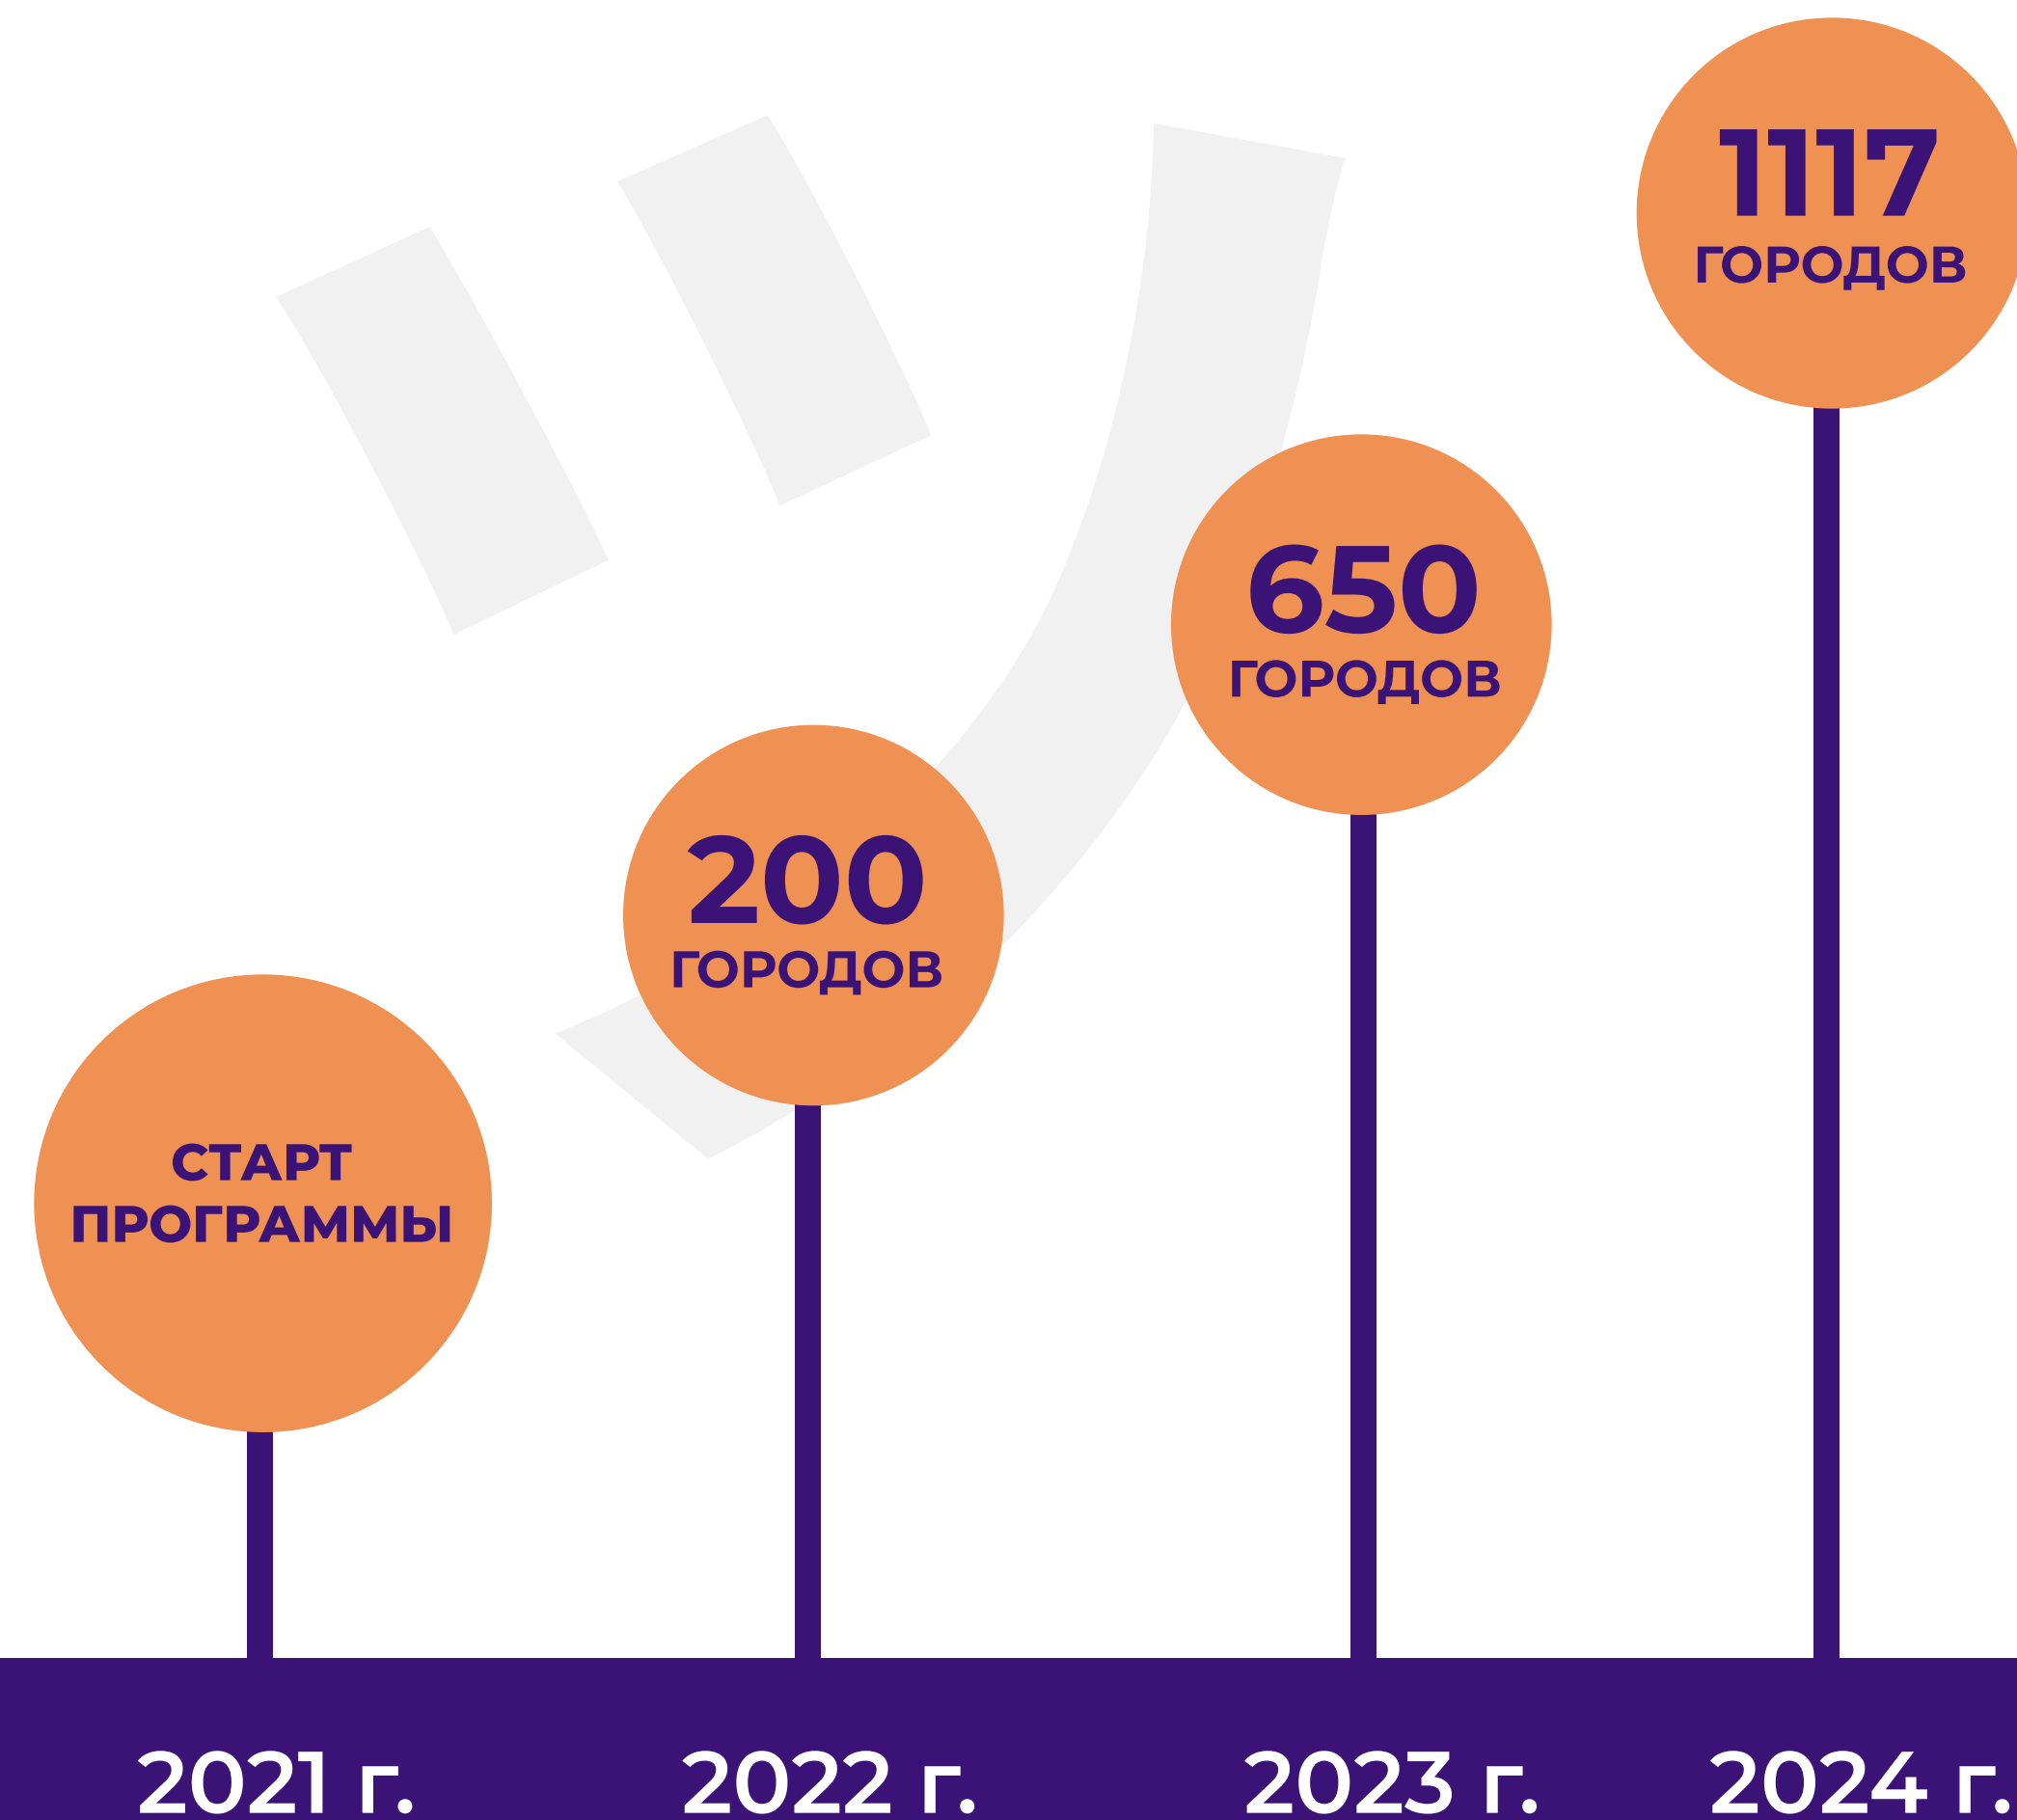 СТАРТ
ПРОГРАММЫ
200
ГОРОДОВ
650
ГОРОДОВ
1117
ГОРОДОВ
2021 г.
2022 г.
2023 г.
2024 г.